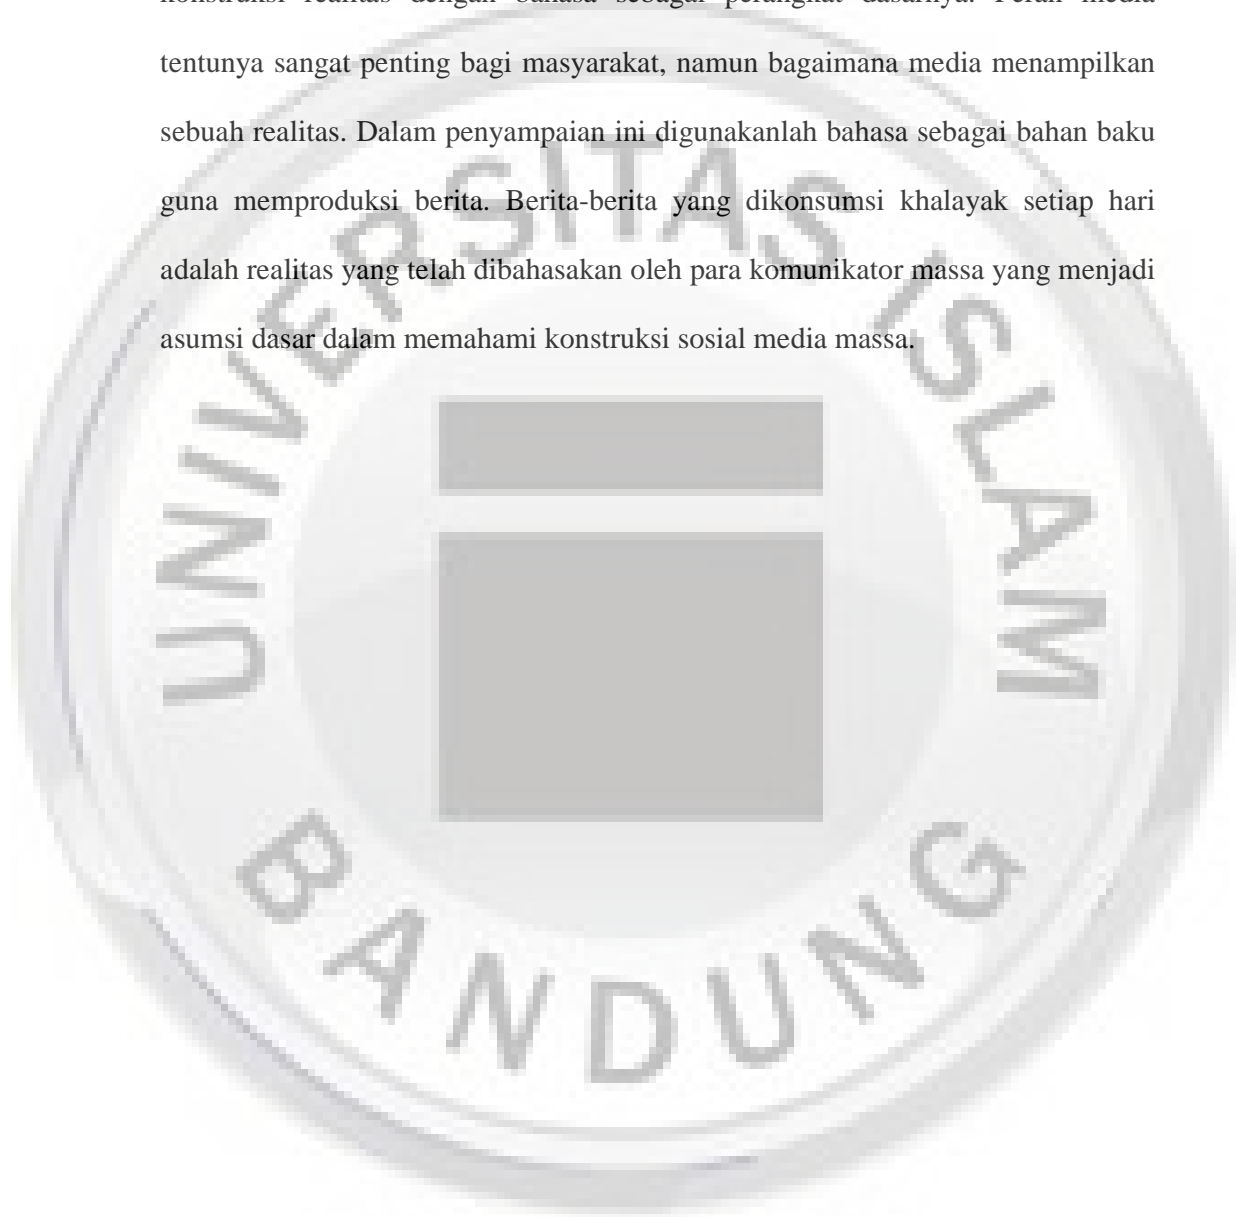 konstruksi realitas dengan bahasa sebagai perangkat dasarnya. Peran media
tentunya sangat penting bagi masyarakat, namun bagaimana media menampilkan
sebuah realitas. Dalam penyampaian ini digunakanlah bahasa sebagai bahan baku
guna memproduksi berita. Berita-berita yang dikonsumsi khalayak setiap hari
adalah realitas yang telah dibahasakan oleh para komunikator massa yang menjadi
asumsi dasar dalam memahami konstruksi sosial media massa.
UNIVERSITAS ISLAM
BANDUNG